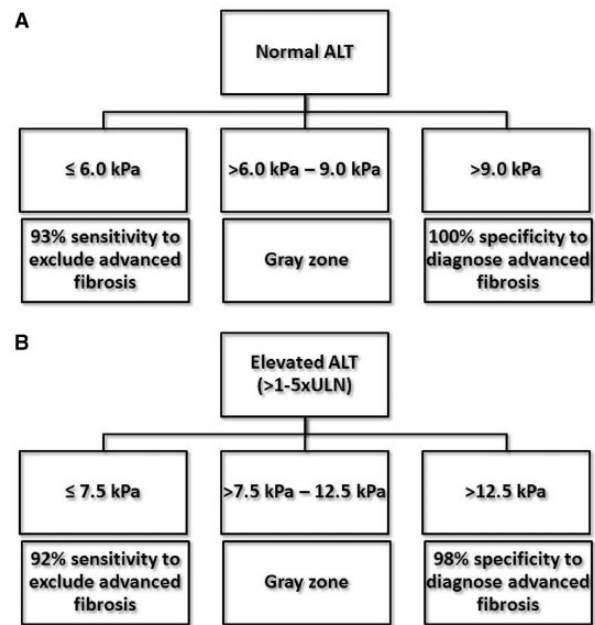 A
Normal ALT
≤ 6.0 kPa
>6.0 kPa – 9.0 kPa
>9.0 kPa
93% sensitivity to
exclude advanced
fibrosis
Gray zone
100% specificity to
diagnose advanced
fibrosis
B
Elevated ALT
(>1-5xULN)
≤ 7.5 kPa
>7.5 kPa – 12.5 kPa
>12.5 kPa
92% sensitivity to
exclude advanced
fibrosis
Gray zone
98% specificity to
diagnose advanced
fibrosis